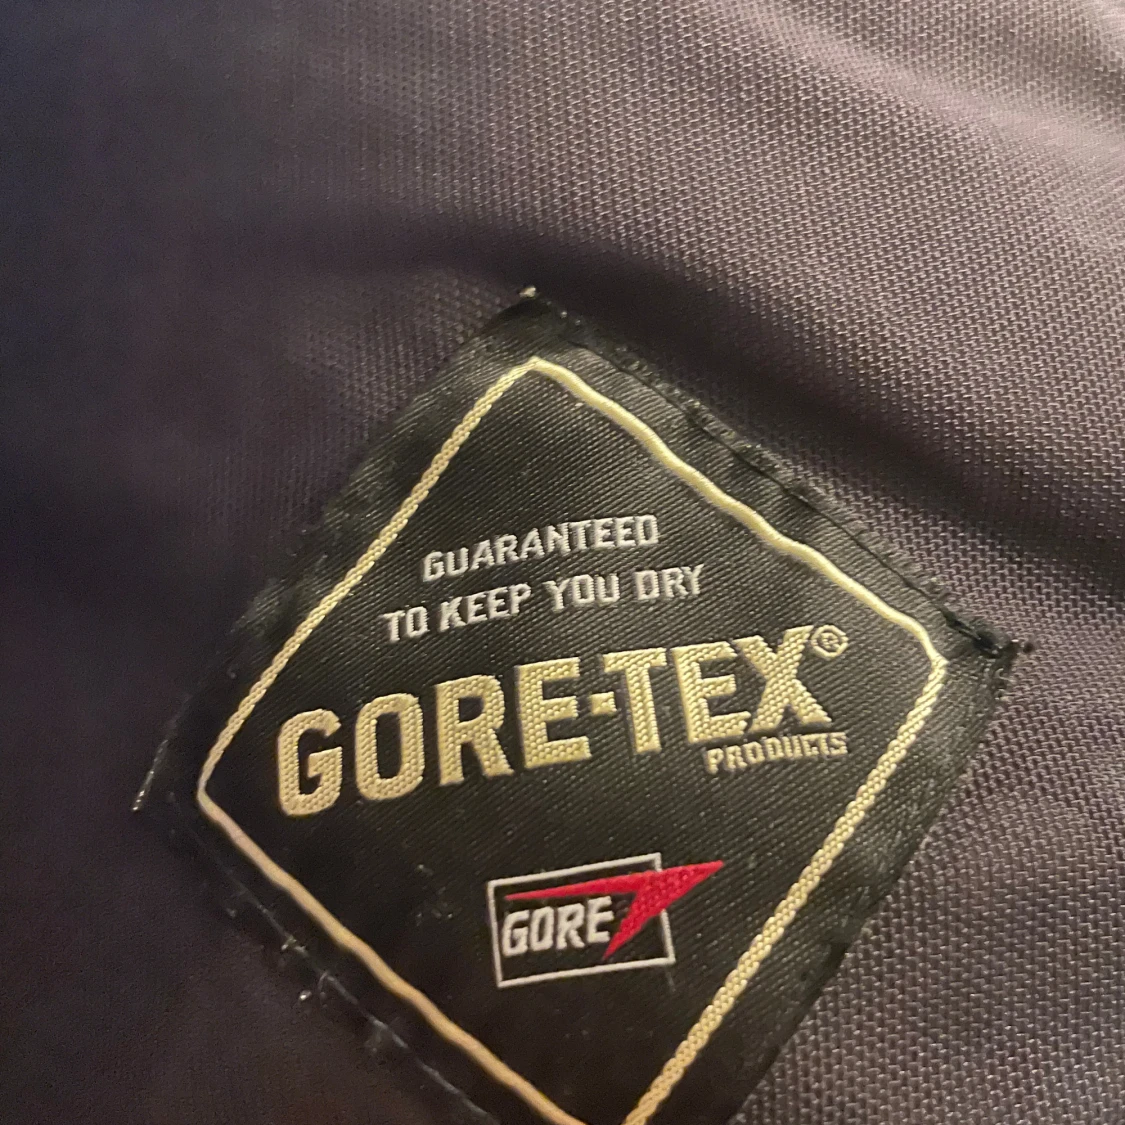 GUARANTEED
TO KEEP YOU DRY
GORE-TEX®
PRODUCTS
GORE